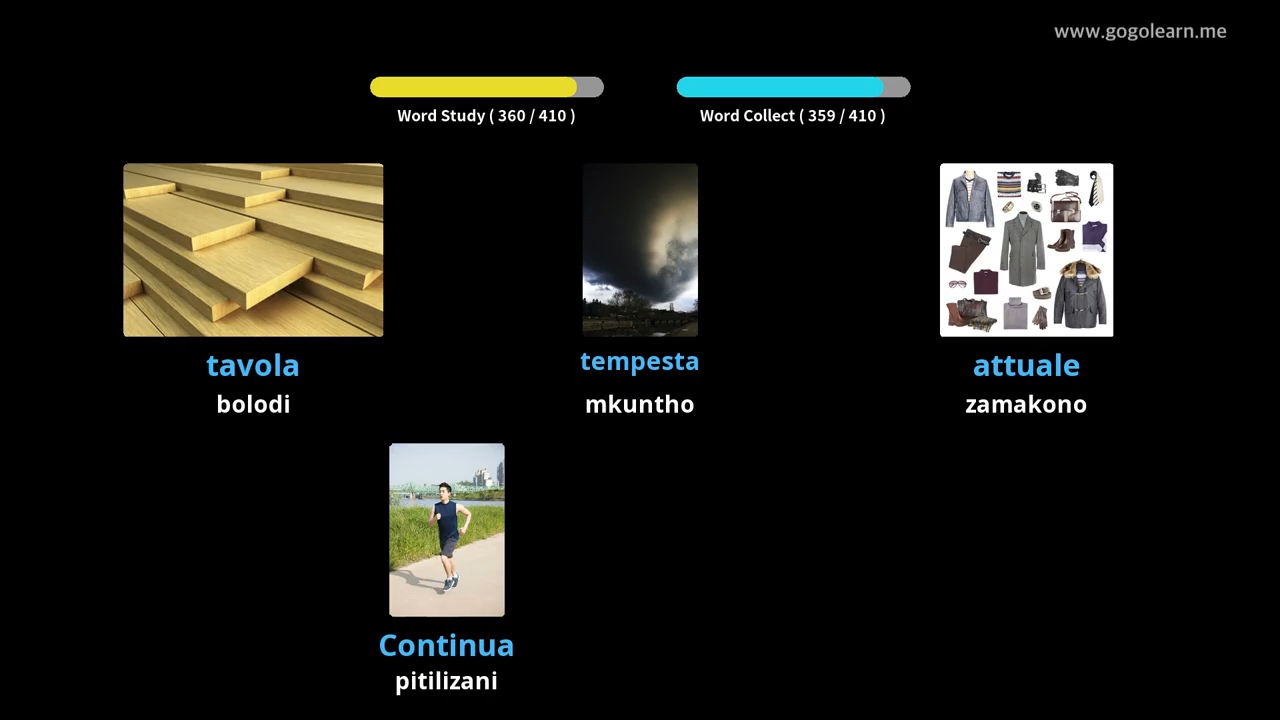 www.gogolearn.me
Word Study ( 360 / 410 )
Word Collect ( 359 / 410 )
tavola
bolodi
tempesta
mkuntho
attuale
zamakono
Continua
pitilizani